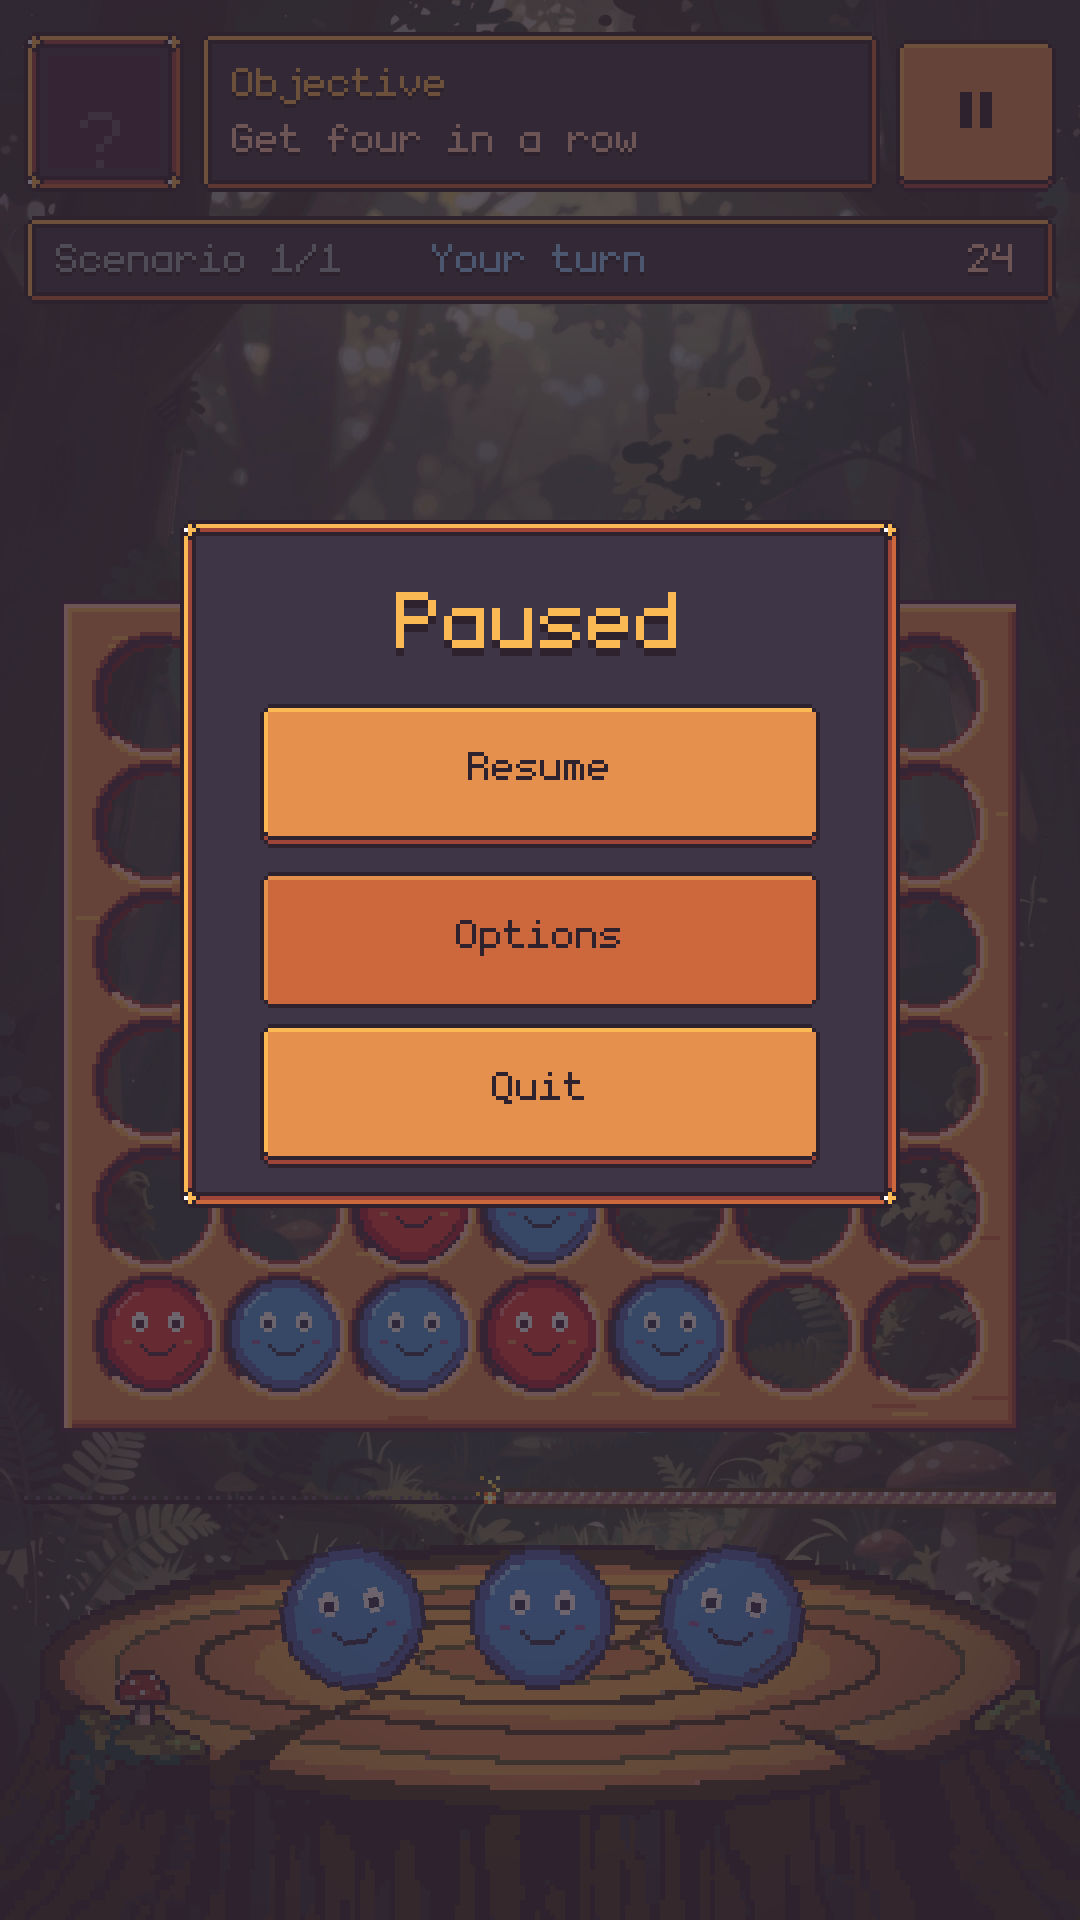 ?
Objective
Get four in a row
Scenario 1/1 Your turn 24
Paused
Resume
Options
Quit